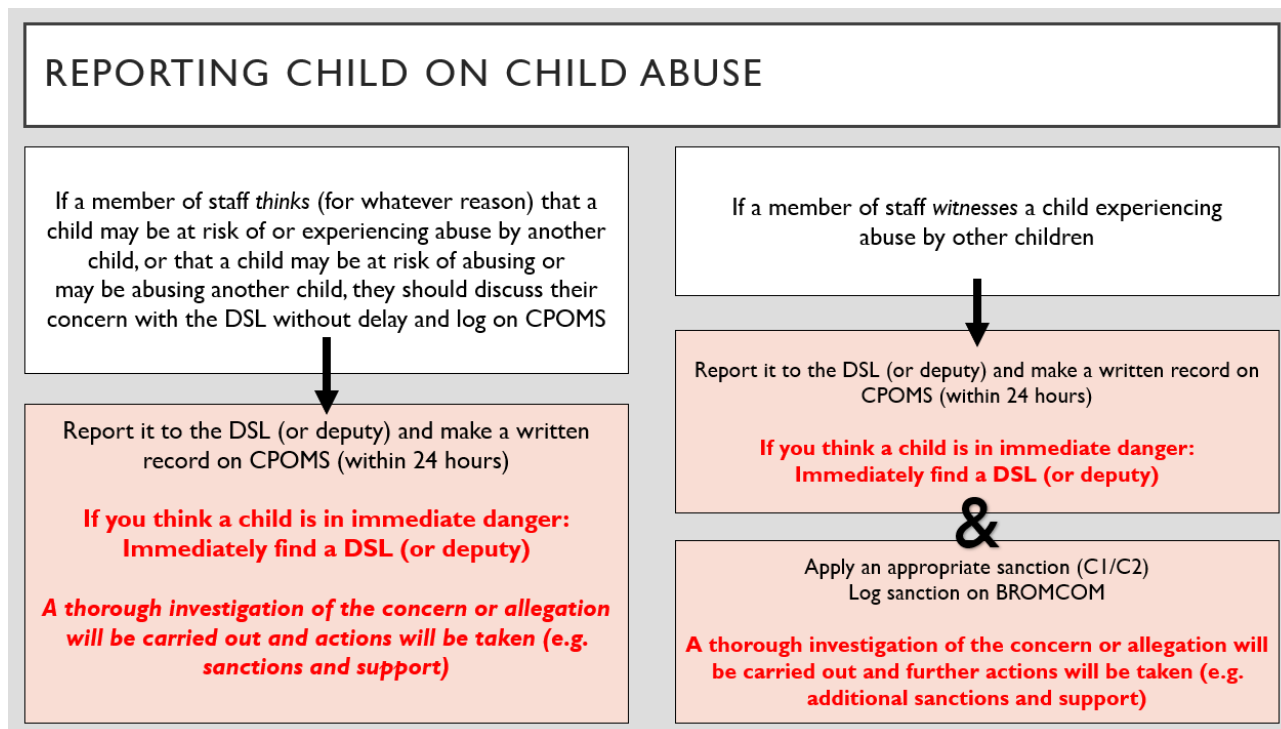 REPORTING CHILD ON CHILD ABUSE
If a member of staff thinks (for whatever reason) that a
child may be at risk of or experiencing abuse by another
child, or that a child may be at risk of abusing or
may be abusing another child, they should discuss their
concern with the DSL without delay and log on CPOMS
Report it to the DSL (or deputy) and make a written
record on CPOMS (within 24 hours)
If you think a child is in immediate danger:
Immediately find a DSL (or deputy)
A thorough investigation of the concern or allegation
will be carried out and actions will be taken (e.g.
sanctions and support)
If a member of staff witnesses a child experiencing
abuse by other children
Report it to the DSL (or deputy) and make a written record on
CPOMS (within 24 hours)
If you think a child is in immediate danger:
Immediately find a DSL (or deputy)
&
Apply an appropriate sanction (C1/C2)
Log sanction on BROMCOM
A thorough investigation of the concern or allegation will
be carried out and further actions will be taken (e.g.
additional sanctions and support)